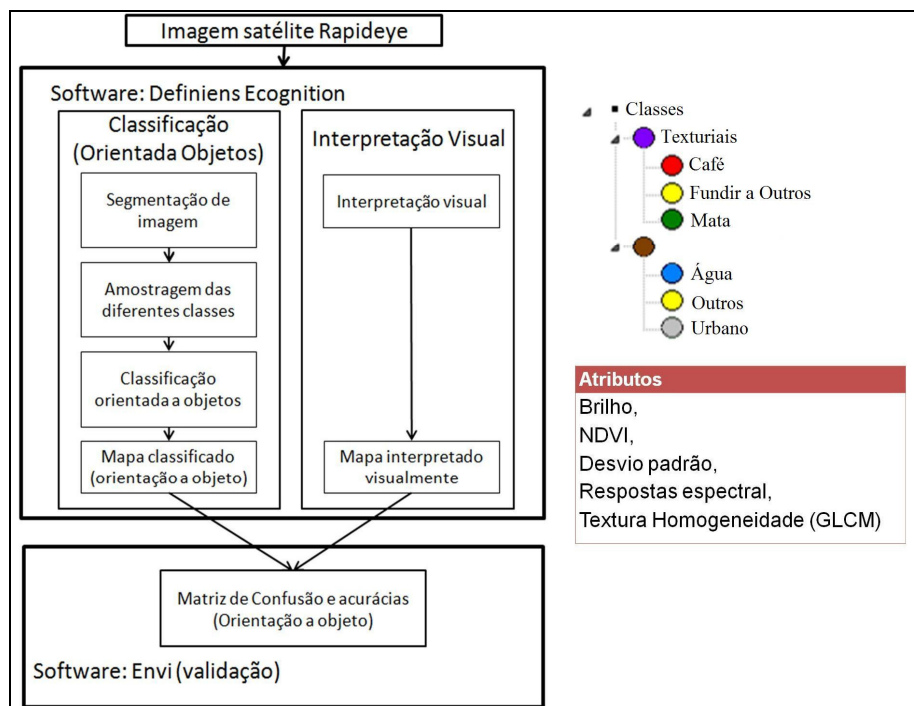 Imagem satélite Rapideye
Software: Definiens Ecognition
Classificação
(Orientada Objetos)
Segmentação de
imagem
Amostragem das
diferentes classes
Classificação
orientada a objetos
Mapa classificado
(orientação a objeto)
Interpretação Visual
Interpretação visual
Mapa interpretado
visualmente
Matriz de Confusão e acurácias
(Orientação a objeto)
Software: Envi (validação)
Classes
Texturiais
Café
Fundir a Outros
Mata
Água
Outros
Urbano
Atributos
Brilho,
NDVI,
Desvio padrão,
Respostas espectral,
Textura Homogeneidade (GLCM)